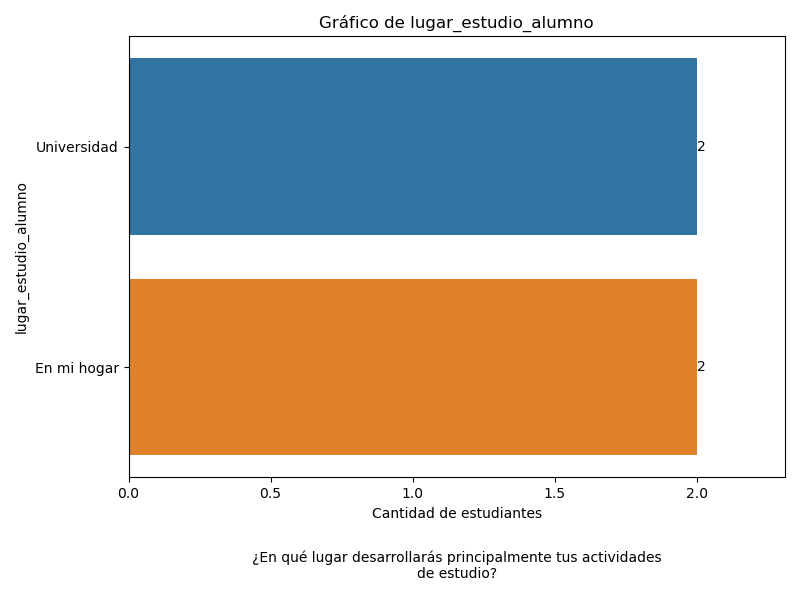 Gráfico de lugar_estudio_alumno
lugar_estudio_alumno
Universidad
2
En mi hogar
2
0.0 0.5 1.0 1.5 2.0
Cantidad de estudiantes
¿En qué lugar desarrollarás principalmente tus actividades
de estudio?